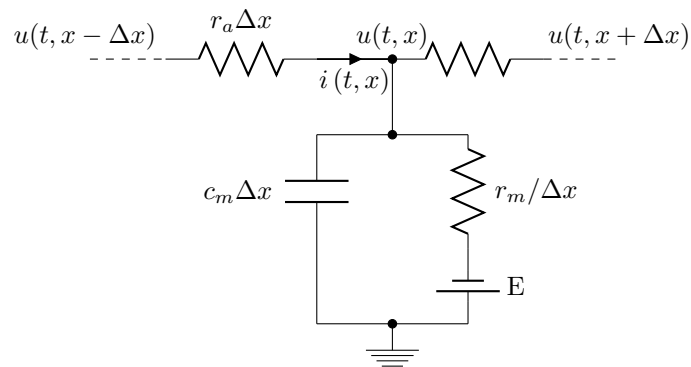 r_aΔx
u(t, x − Δx)
u(t, x)
u(t, x + Δx)
i (t, x)
c_mΔx
r_m/Δx
E